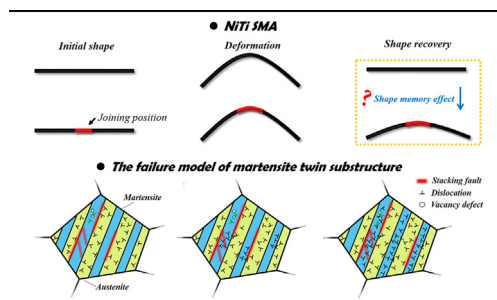 ● NiTi SMA
Initial shape
Deformation
Shape recovery
Joining position
? Shape memory effect
● The failure model of martensite twin substructure
Stacking fault
Dislocation
Vacancy defect
Martensite
Austenite